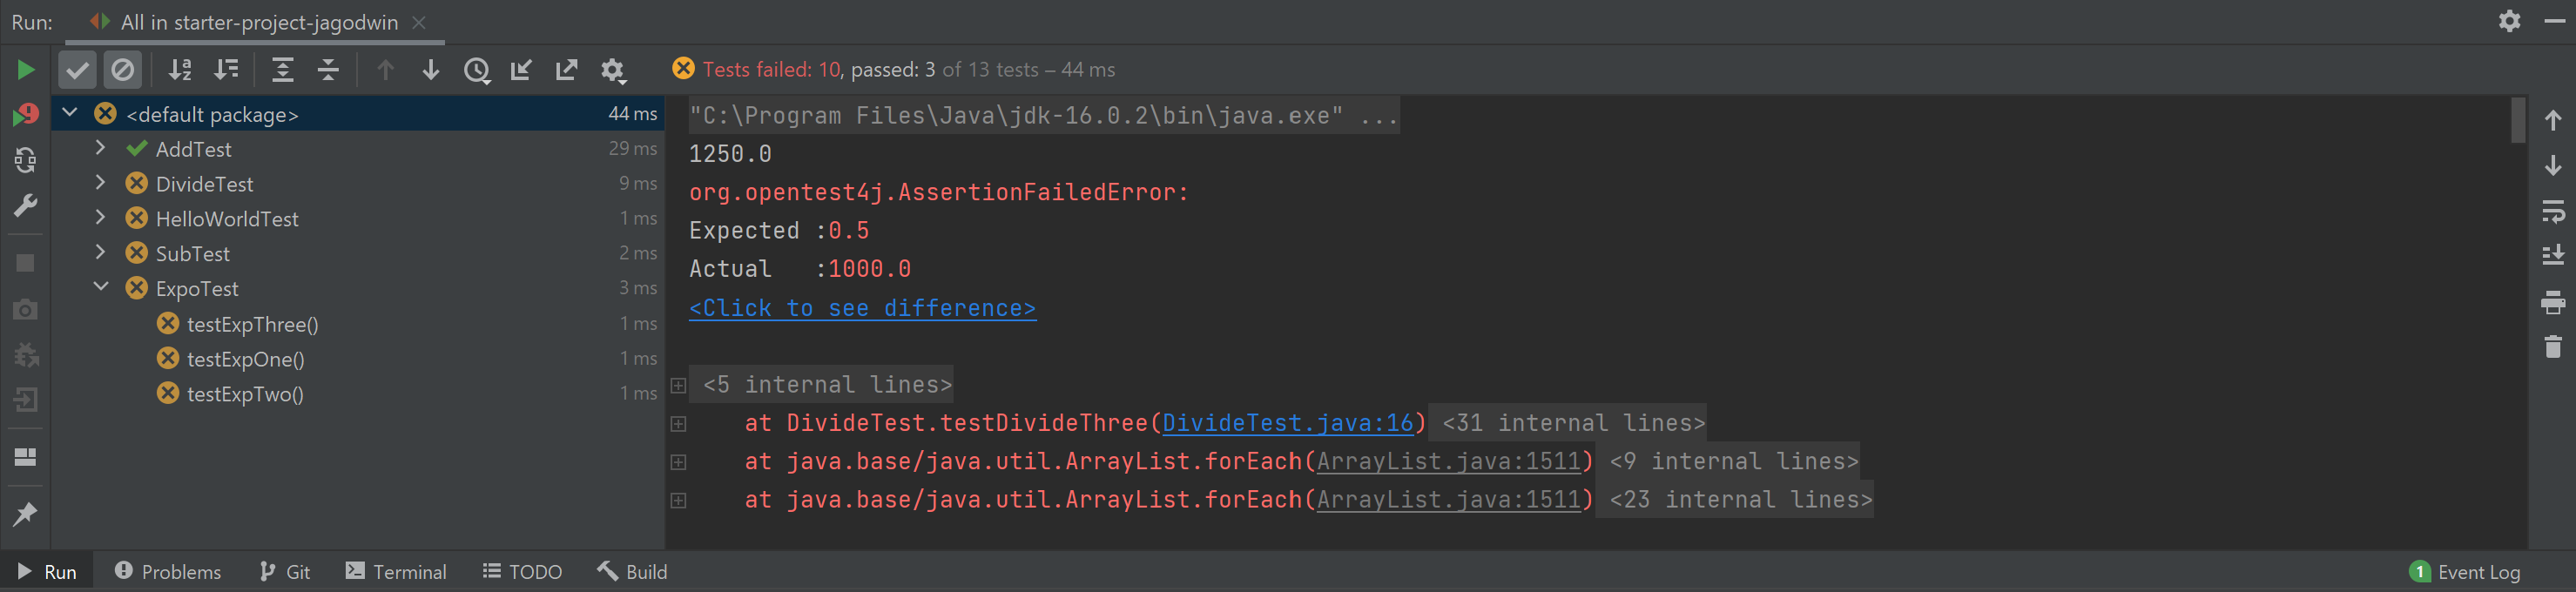 Run: All in starter-project-jagodwin
Tests failed: 10, passed: 3 of 13 tests – 44 ms
<default package> 44 ms
AddTest 29 ms
DivideTest 9 ms
HelloWorldTest 1 ms
SubTest 2 ms
ExpoTest 3 ms
testExpThree() 1 ms
testExpOne() 1 ms
testExpTwo() 1 ms
"C:\Program Files\Java\jdk-16.0.2\bin\java.exe" ...
1250.0
org.opentest4j.AssertionFailedError:
Expected :0.5
Actual   :1000.0
<Click to see difference>
<5 internal lines>
at DivideTest.testDivideThree(DivideTest.java:16) <31 internal lines>
at java.base/java.util.ArrayList.forEach(ArrayList.java:1511) <9 internal lines>
at java.base/java.util.ArrayList.forEach(ArrayList.java:1511) <23 internal lines>
Run Problems Git Terminal TODO Build 1 Event Log